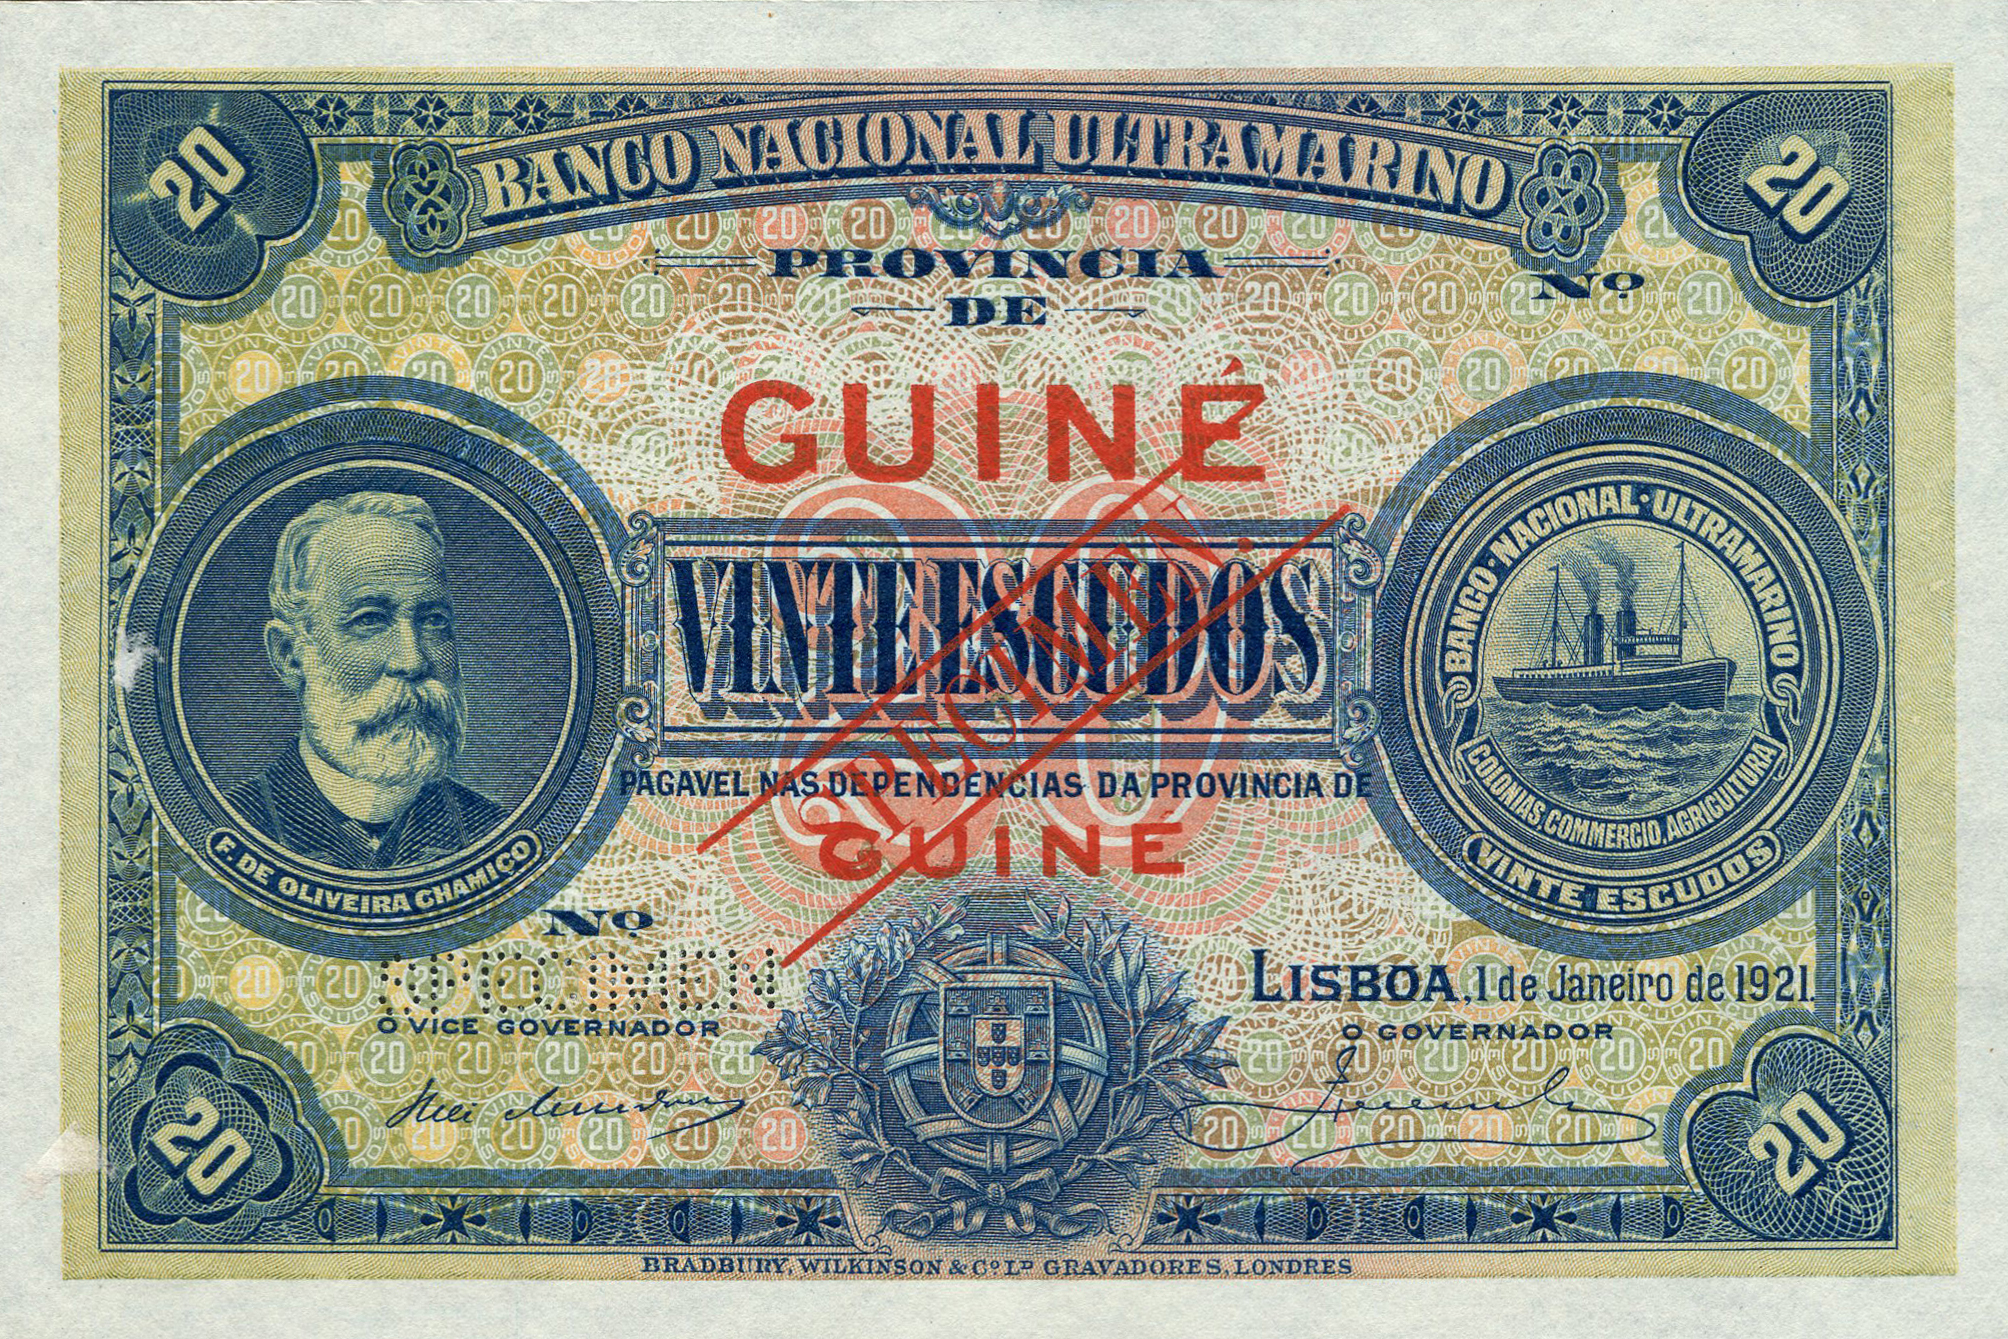 20
20
BANCO NACIONAL ULTRAMARINO
PROVINCIA
DE
Nº
GUINÉ
VINTE ESCUDOS
SPECIMEN.
PAGAVEL NAS DEPENDENCIAS DA PROVINCIA DE
GUINÉ
F. DE OLIVEIRA CHAMIÇO
BANCO · NACIONAL · ULTRAMARINO
COLONIAS, COMMERCIO, AGRICULTURA
VINTE ESCUDOS
Nº
SPECIMEN
O VICE GOVERNADOR
LISBOA, 1 de Janeiro de 1921.
O GOVERNADOR
20
20
BRADBURY, WILKINSON & Cº Lᴰ GRAVADORES, LONDRES